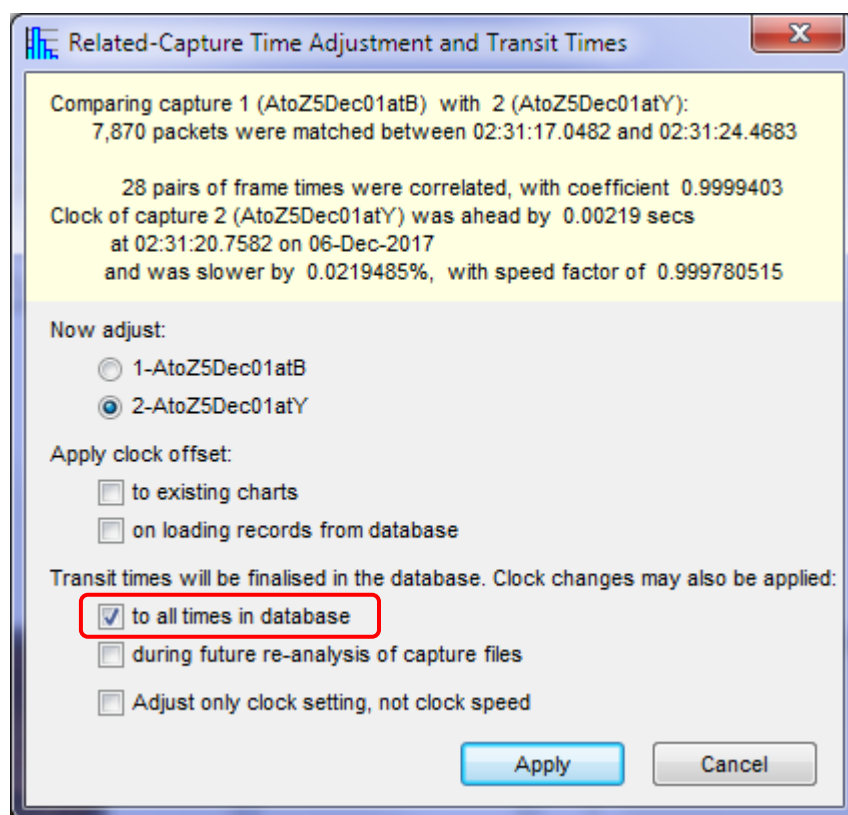 Related-Capture Time Adjustment and Transit Times
Comparing capture 1 (AtoZ5Dec01atB) with 2 (AtoZ5Dec01atY):
7,870 packets were matched between 02:31:17.0482 and 02:31:24.4683
28 pairs of frame times were correlated, with coefficient 0.9999403
Clock of capture 2 (AtoZ5Dec01atY) was ahead by 0.00219 secs
at 02:31:20.7582 on 06-Dec-2017
and was slower by 0.0219485%, with speed factor of 0.999780515
Now adjust:
1-AtoZ5Dec01atB
2-AtoZ5Dec01atY
Apply clock offset:
to existing charts
on loading records from database
Transit times will be finalised in the database. Clock changes may also be applied:
to all times in database
during future re-analysis of capture files
Adjust only clock setting, not clock speed
Apply Cancel